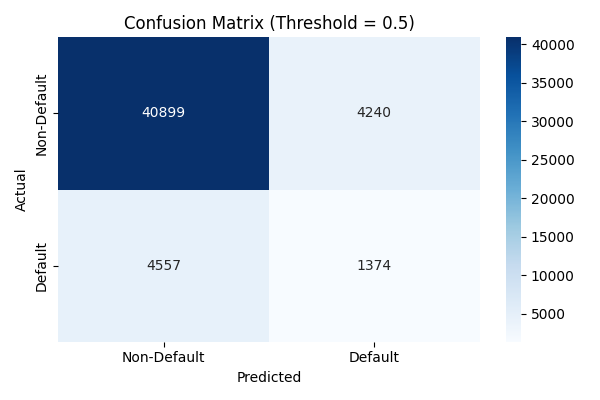 Confusion Matrix (Threshold = 0.5)
Actual
Non-Default
Default
40899
4240
4557
1374
Non-Default
Default
Predicted
40000
35000
30000
25000
20000
15000
10000
5000